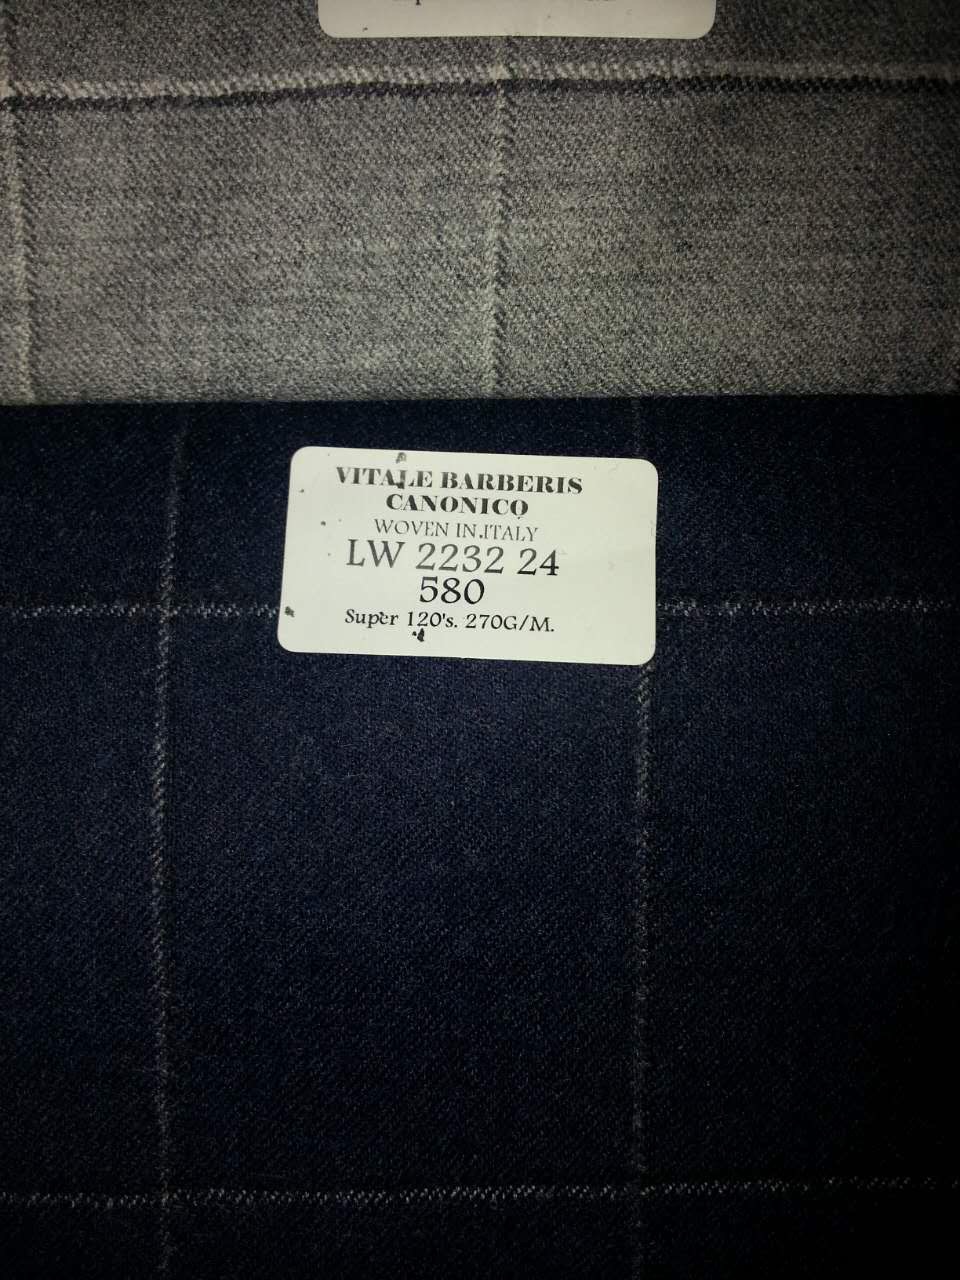 VITALE BARBERIS
CANONICO
WOVEN IN ITALY
LW 2232 24
580
Super 120's. 270G/M.